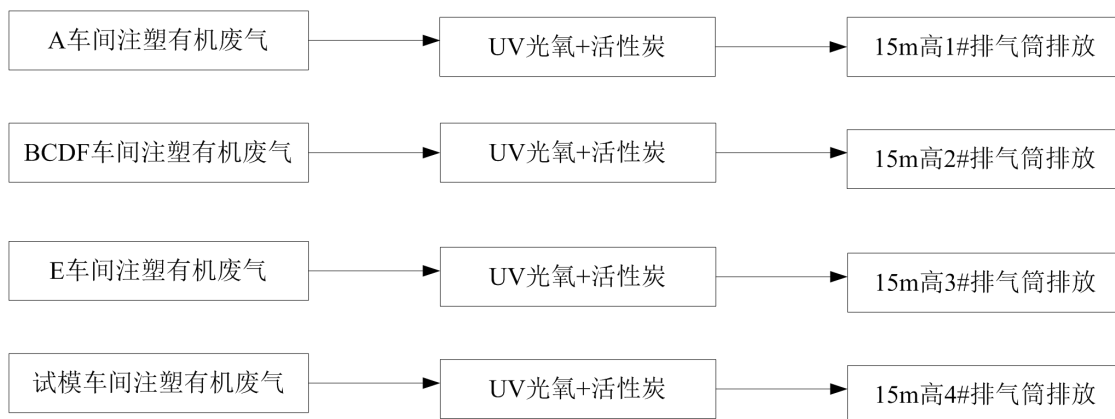 A车间注塑有机废气
UV光氧+活性炭
15m高1#排气筒排放
BCDF车间注塑有机废气
UV光氧+活性炭
15m高2#排气筒排放
E车间注塑有机废气
UV光氧+活性炭
15m高3#排气筒排放
试模车间注塑有机废气
UV光氧+活性炭
15m高4#排气筒排放